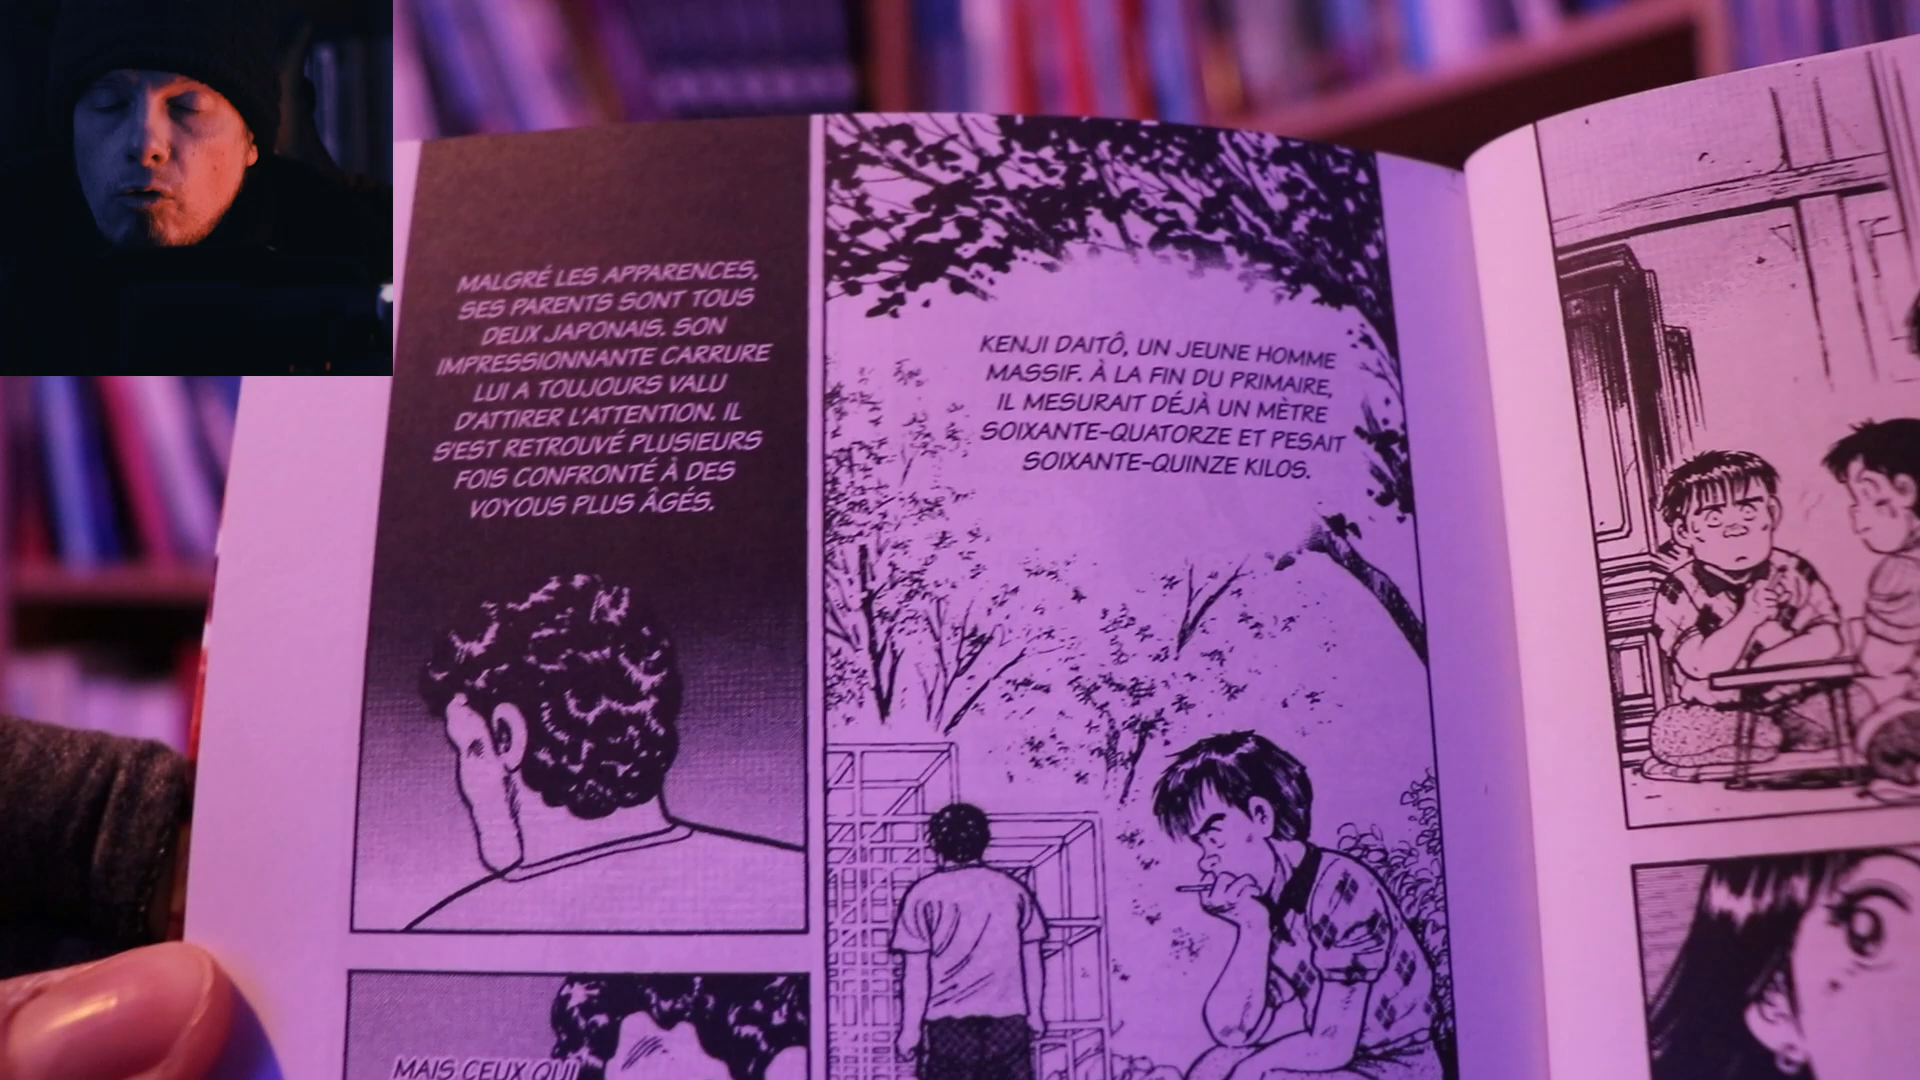 KENJI DAITÔ, UN JEUNE HOMME
MASSIF. À LA FIN DU PRIMAIRE,
IL MESURAIT DÉJÀ UN MÈTRE
SOIXANTE-QUATORZE ET PESAIT
SOIXANTE-QUINZE KILOS.
MALGRÉ LES APPARENCES,
SES PARENTS SONT TOUS
DEUX JAPONAIS. SON
IMPRESSIONNANTE CARRURE
LUI A TOUJOURS VALU
D'ATTIRER L'ATTENTION. IL
S'EST RETROUVÉ PLUSIEURS
FOIS CONFRONTÉ À DES
VOYOUS PLUS ÂGÉS.
MAIS CEUX QUI